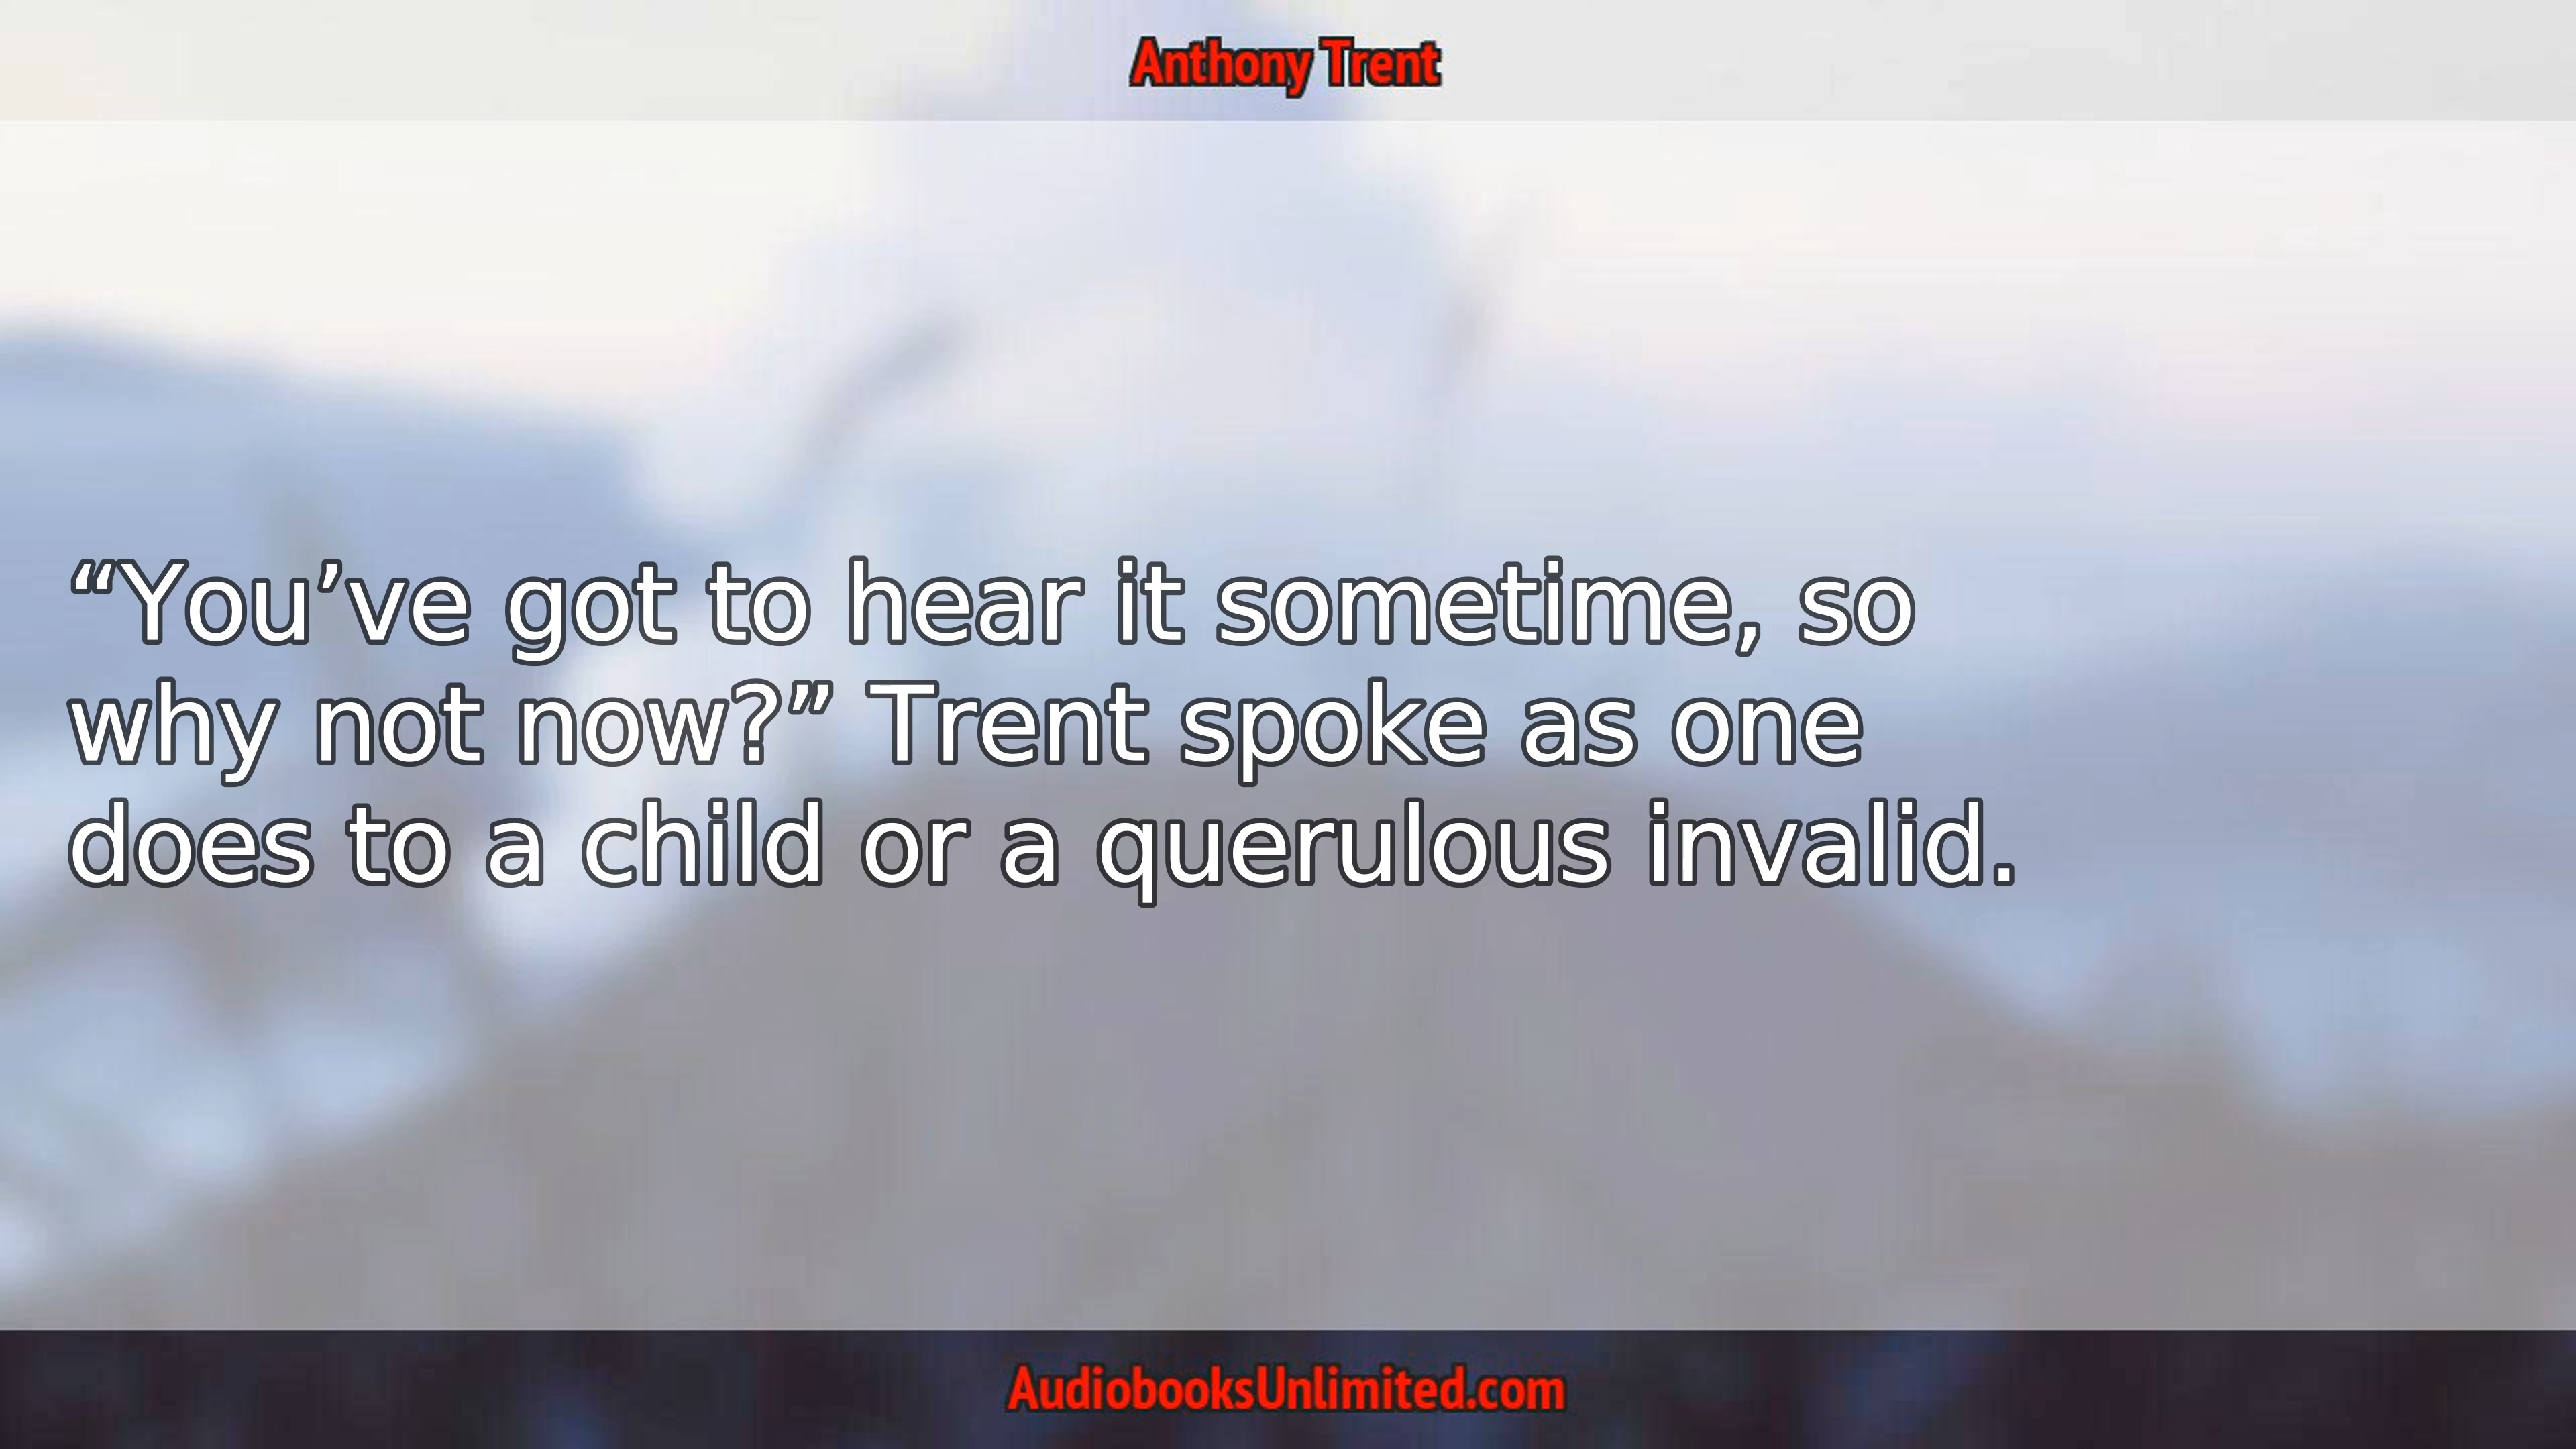 Anthony Trent
“You’ve got to hear it sometime, so
why not now?” Trent spoke as one
does to a child or a querulous invalid.
AudiobooksUnlimited.com